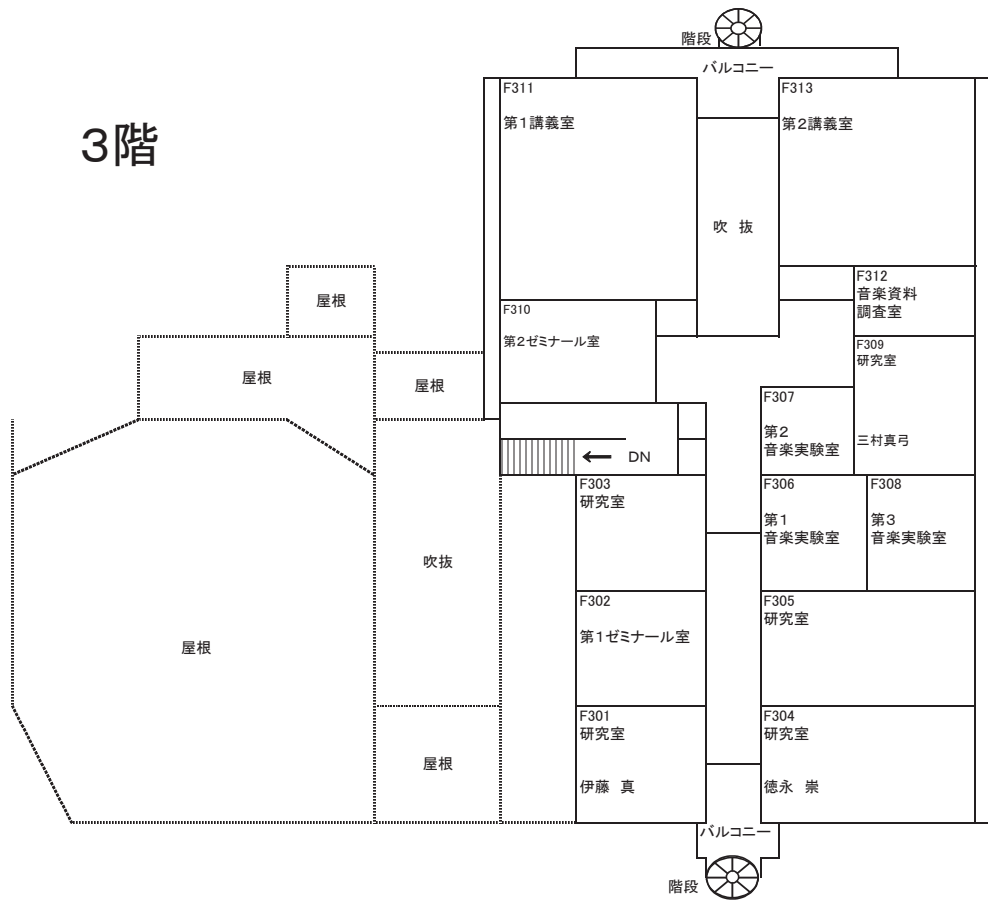 階段
バルコニー
3階
F311
第1講義室
F313
第2講義室
吹 抜
F312
音楽資料
調査室
屋根
F310
第2ゼミナール室
F309
研究室
三村真弓
屋根
屋根
F307
第2
音楽実験室
DN
F303
研究室
F306
第1
音楽実験室
F308
第3
音楽実験室
吹抜
F302
第1ゼミナール室
F305
研究室
屋根
F301
研究室
伊藤 真
F304
研究室
徳永 崇
屋根
バルコニー
階段